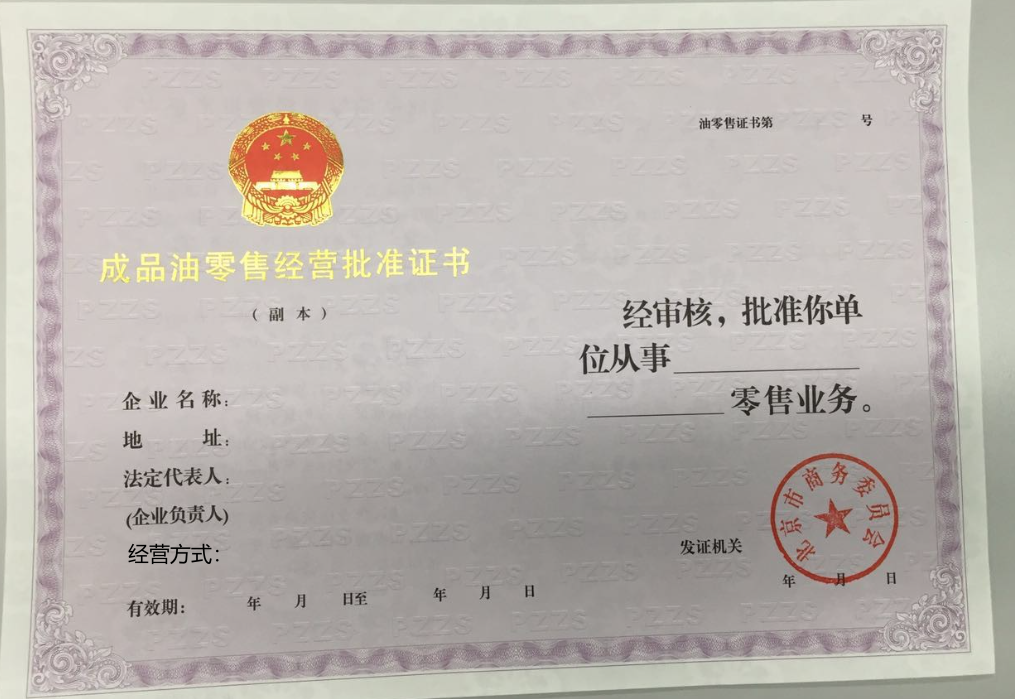 油零售证书第 号
成品油零售经营批准证书
（副本）
经审核，批准你单
位从事
零售业务。
企业名称：
地 址：
法定代表人：
(企业负责人)
经营方式：
发证机关
北京市商务委员会
年 月 日
有效期： 年 月 日至 年 月 日
PZZS